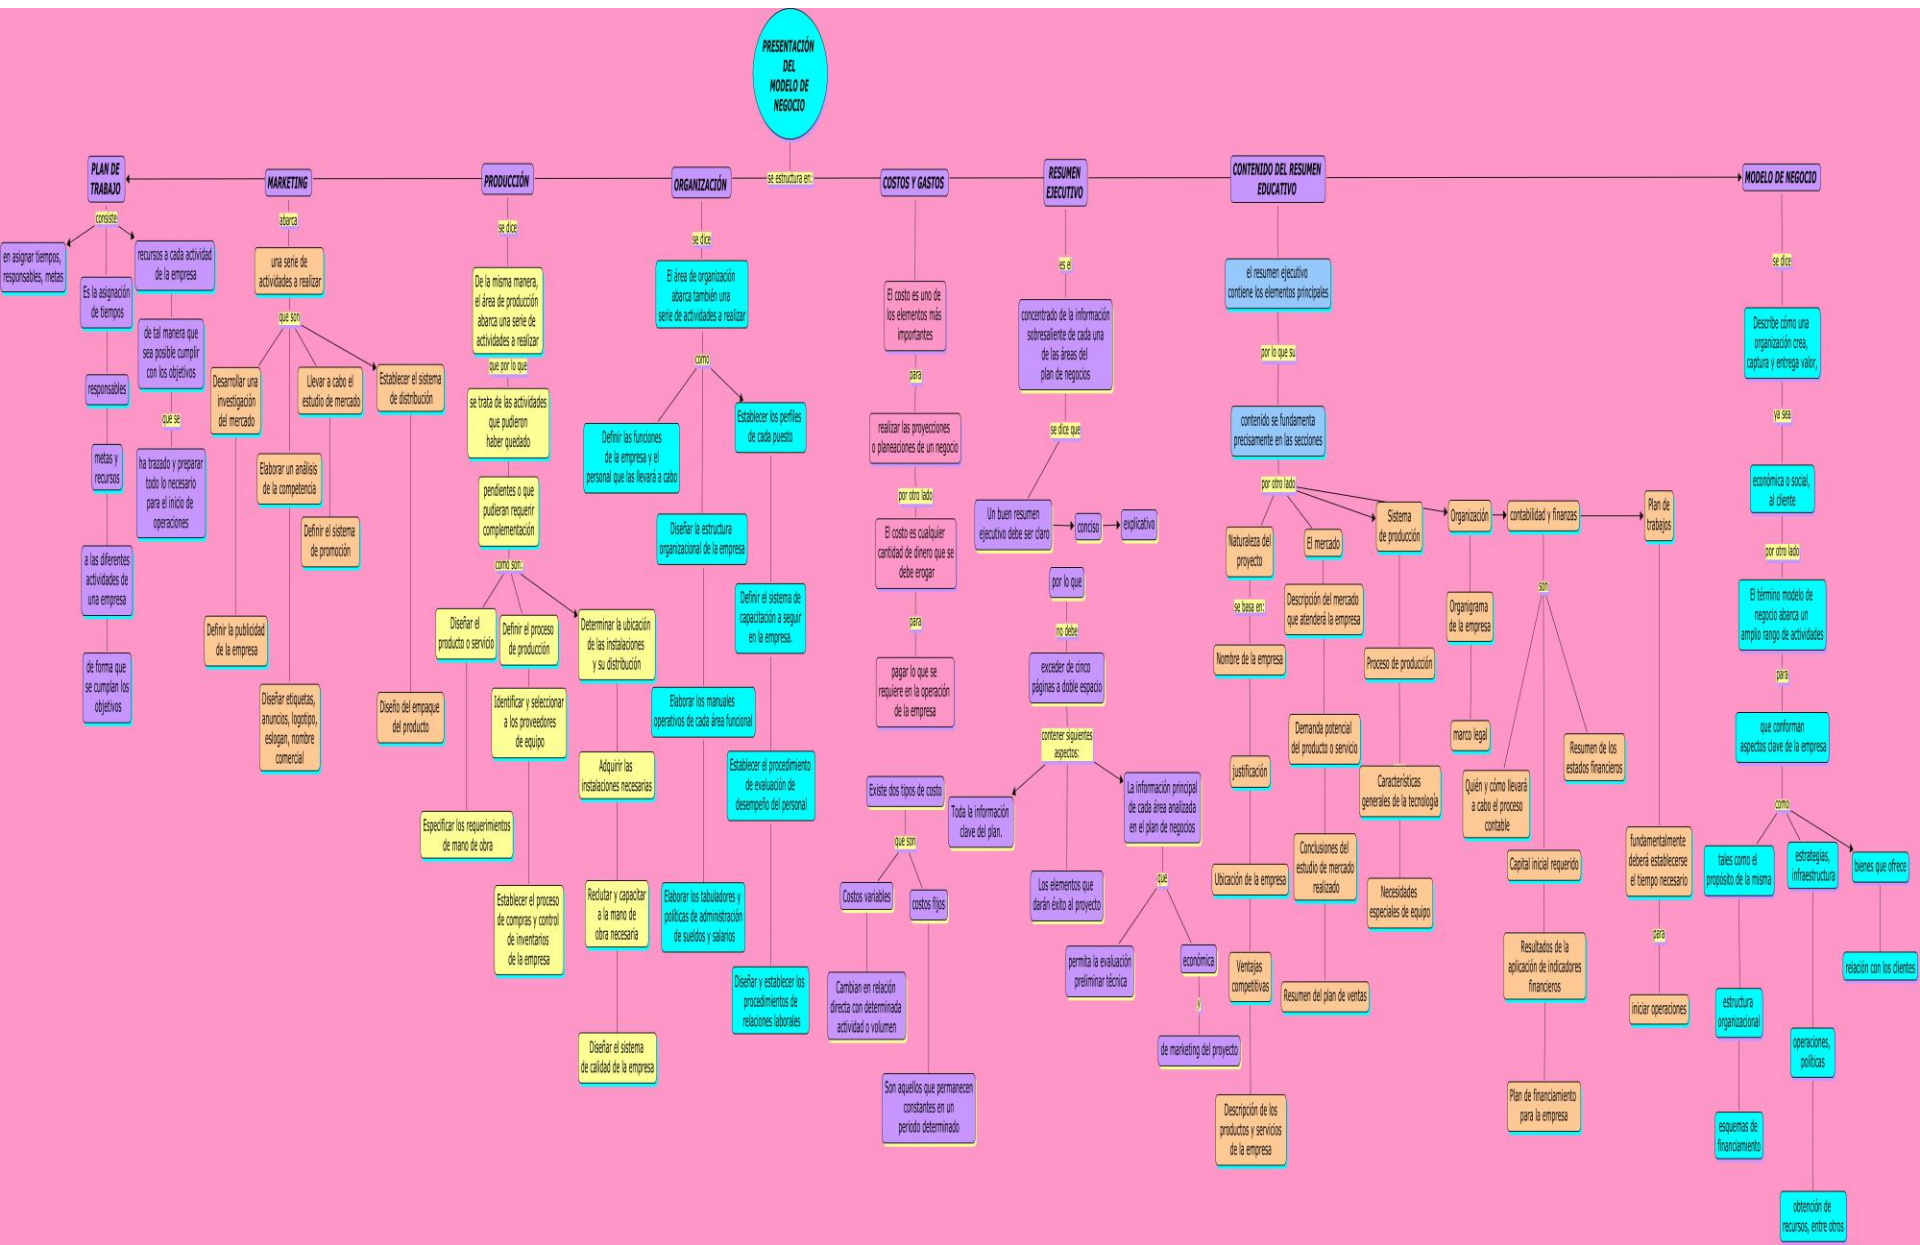 PRESENTACIÓN
DEL
MODELO DE
NEGOCIO
se estructura en:
PLAN DE
TRABAJO
consiste
en asignar tiempos,
responsables, metas
Es la asignación
de tiempos
responsables
metas y
recursos
a las diferentes
actividades de
una empresa
de forma que
se cumplan los
objetivos
recursos a cada actividad
de la empresa
de tal manera que
sea posible cumplir
con los objetivos
que se
ha trazado y preparar
todo lo necesario
para el inicio de
operaciones
MARKETING
abarca
una serie de
actividades a realizar
que son
Desarrollar una
investigación
del mercado
Definir la publicidad
de la empresa
Elaborar un análisis
de la competencia
Diseñar etiquetas,
anuncios, logotipo,
eslogan, nombre
comercial
Llevar a cabo el
estudio de mercado
Definir el sistema
de promoción
Establecer el sistema
de distribución
Diseño del empaque
del producto
PRODUCCIÓN
se dice
De la misma manera,
el área de producción
abarca una serie de
actividades a realizar
que por lo que
se trata de las actividades
que pudieron
haber quedado
pendientes o que
pudieran requerir
complementación
como son:
Diseñar el
producto o servicio
Especificar los requerimientos
de mano de obra
Definir el proceso
de producción
Identificar y seleccionar
a los proveedores
de equipo
Establecer el proceso
de compras y control
de inventarios
de la empresa
Determinar la ubicación
de las instalaciones
y su distribución
Adquirir las
instalaciones necesarias
Reclutar y capacitar
a la mano de
obra necesaria
Diseñar el sistema
de calidad de la empresa
ORGANIZACIÓN
se dice
El área de organización
abarca también una
serie de actividades a realizar
como
Definir las funciones
de la empresa y el
personal que las llevará a cabo
Diseñar la estructura
organizacional de la empresa
Elaborar los manuales
operativos de cada área funcional
Elaborar los tabuladores y
políticas de administración
de sueldos y salarios
Establecer los perfiles
de cada puesto
Definir el sistema de
capacitación a seguir
en la empresa.
Establecer el procedimiento
de evaluación de
desempeño del personal
Diseñar y establecer los
procedimientos de
relaciones laborales
COSTOS Y GASTOS
El costo es uno de
los elementos más
importantes
para
realizar las proyecciones
o planeaciones de un negocio
por otro lado
El costo es cualquier
cantidad de dinero que se
debe erogar
para
pagar lo que se
requiere en la operación
de la empresa
Existe dos tipos de costo
que son
Costos variables
Cambian en relación
directa con determinada
actividad o volumen
costos fijos
Son aquellos que permanecen
constantes en un
periodo determinado
RESUMEN
EJECUTIVO
es el
concentrado de la información
sobresaliente de cada una
de las áreas del
plan de negocios
se dice que
Un buen resumen
ejecutivo debe ser claro
conciso
explicativo
por lo que
no debe
exceder de cinco
páginas a doble espacio
contener siguientes
aspectos:
Toda la información
clave del plan.
Los elementos que
darán éxito al proyecto
La información principal
de cada área analizada
en el plan de negocios
que
permita la evaluación
preliminar técnica
económica
y
de marketing del proyecto
CONTENIDO DEL RESUMEN
EDUCATIVO
el resumen ejecutivo
contiene los elementos principales
por lo que su
contenido se fundamenta
precisamente en las secciones
por otro lado
Naturaleza del
proyecto
se basa en:
Nombre de la empresa
justificación
Ubicación de la empresa
Ventajas
competitivas
Descripción de los
productos y servicios
de la empresa
El mercado
Descripción del mercado
que atenderá la empresa
Demanda potencial
del producto o servicio
Conclusiones del
estudio de mercado
realizado
Resumen del plan de ventas
Sistema
de producción
Proceso de producción
Características
generales de la tecnología
Necesidades
especiales de equipo
Organización
Organigrama
de la empresa
marco legal
contabilidad y finanzas
son
Quién y cómo llevará
a cabo el proceso
contable
Capital inicial requerido
Resultados de la
aplicación de indicadores
financieros
Plan de financiamiento
para la empresa
Resumen de los
estados financieros
Plan de
trabajos
fundamentalmente
deberá establecerse
el tiempo necesario
para
iniciar operaciones
MODELO DE NEGOCIO
se dice
Describe cómo una
organización crea,
captura y entrega valor,
ya sea
económica o social,
al cliente
por otro lado
El término modelo de
negocio abarca un
amplio rango de actividades
para
que conforman
aspectos clave de la empresa
como
tales como el
propósito de la misma
estructura
organizacional
esquemas de
financiamiento
estrategias,
infraestructura
operaciones,
políticas
obtención de
recursos, entre otros
bienes que ofrece
relación con los clientes